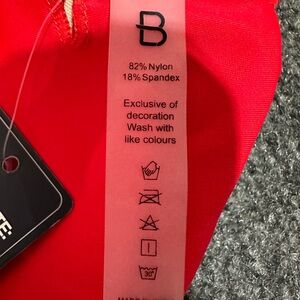 B
82% Nylon
18% Spandex
Exclusive of
decoration
Wash with
like colours
30°